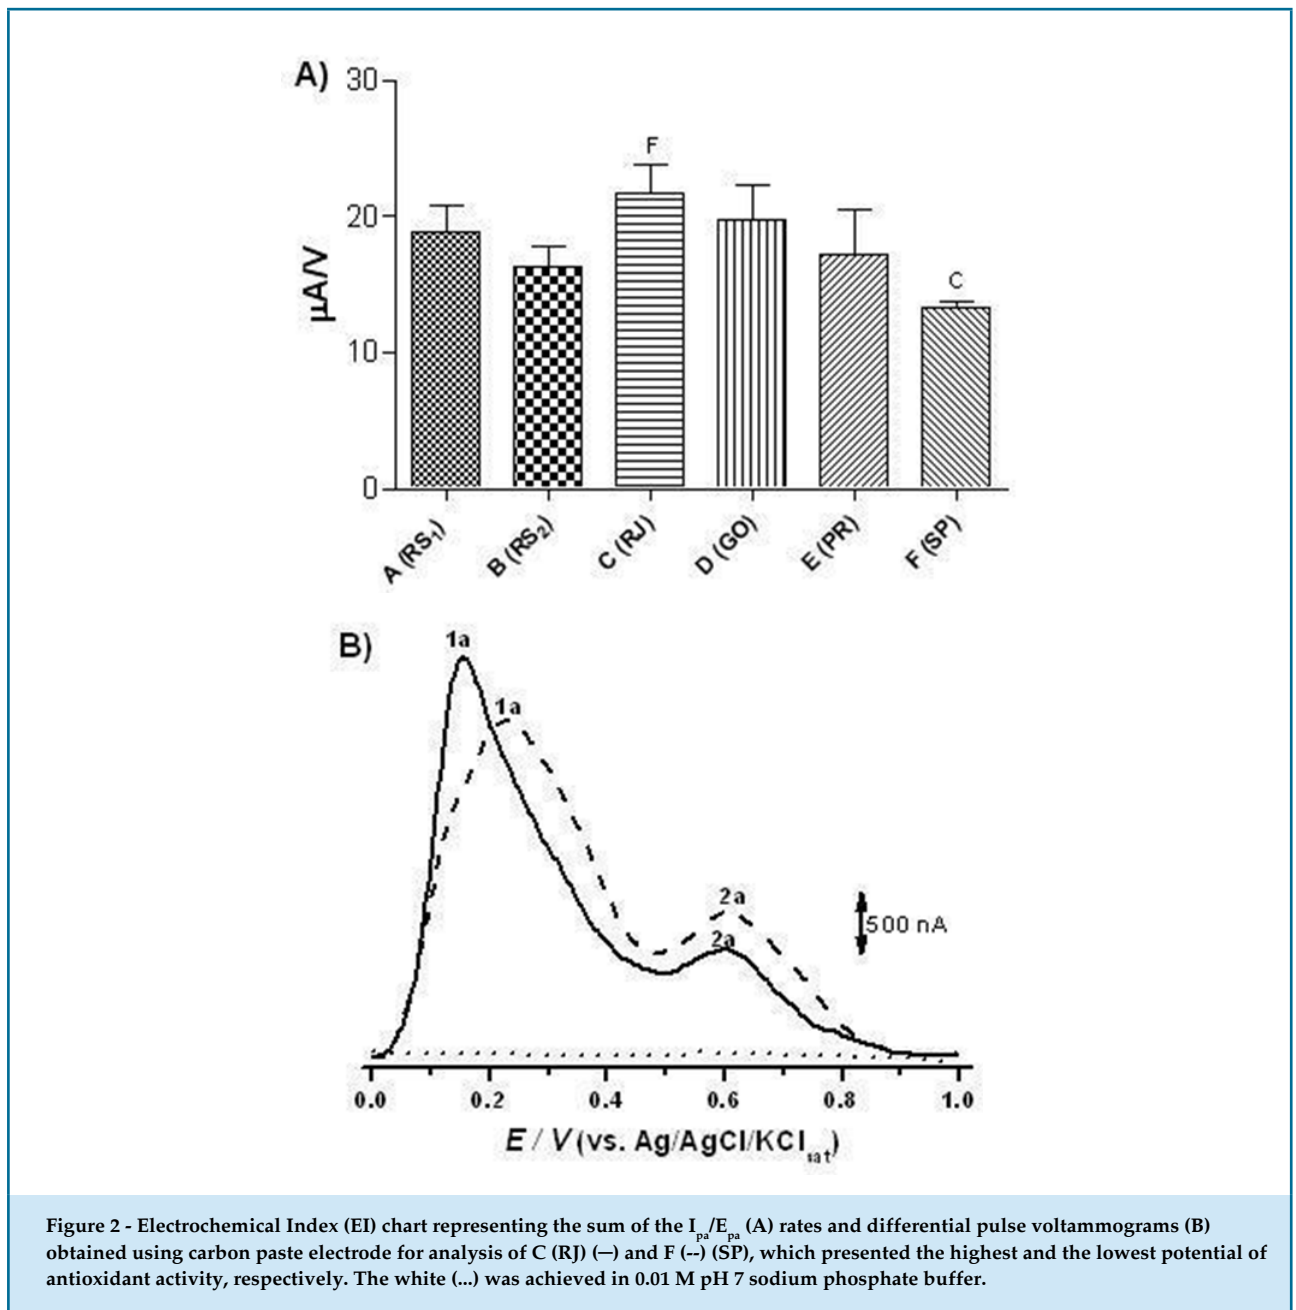 A)
30
20
10
0
μA/V
F
C
A (RS₁)
B (RS₂)
C (RJ)
D (GO)
E (PR)
F (SP)
B)
1a
1a
2a
2a
500 nA
0.0 0.2 0.4 0.6 0.8 1.0
E / V (vs. Ag/AgCl/KCl sat)
Figure 2 - Electrochemical Index (EI) chart representing the sum of the Ipa/Epa (A) rates and differential pulse voltammograms (B)
obtained using carbon paste electrode for analysis of C (RJ) (—) and F (--) (SP), which presented the highest and the lowest potential of
antioxidant activity, respectively. The white (...) was achieved in 0.01 M pH 7 sodium phosphate buffer.